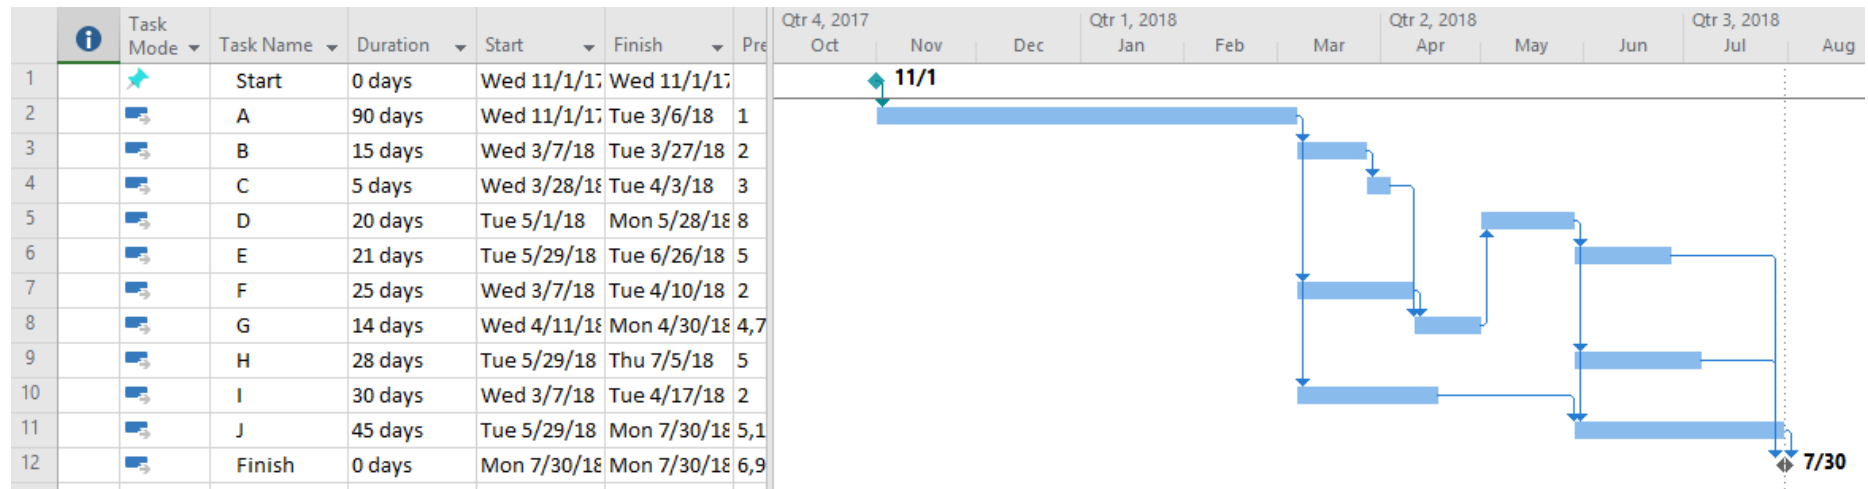 Qtr 4, 2017 Qtr 1, 2018 Qtr 2, 2018 Qtr 3, 2018
Task
Mode Task Name Duration Start Finish Pre Oct Nov Dec Jan Feb Mar Apr May Jun Jul Aug
1 Start 0 days Wed 11/1/17 Wed 11/1/17 11/1
2 A 90 days Wed 11/1/17 Tue 3/6/18 1
3 B 15 days Wed 3/7/18 Tue 3/27/18 2
4 C 5 days Wed 3/28/18 Tue 4/3/18 3
5 D 20 days Tue 5/1/18 Mon 5/28/18 8
6 E 21 days Tue 5/29/18 Tue 6/26/18 5
7 F 25 days Wed 3/7/18 Tue 4/10/18 2
8 G 14 days Wed 4/11/18 Mon 4/30/18 4,7
9 H 28 days Tue 5/29/18 Thu 7/5/18 5
10 I 30 days Wed 3/7/18 Tue 4/17/18 2
11 J 45 days Tue 5/29/18 Mon 7/30/18 5,1
12 Finish 0 days Mon 7/30/18 Mon 7/30/18 6,9 7/30